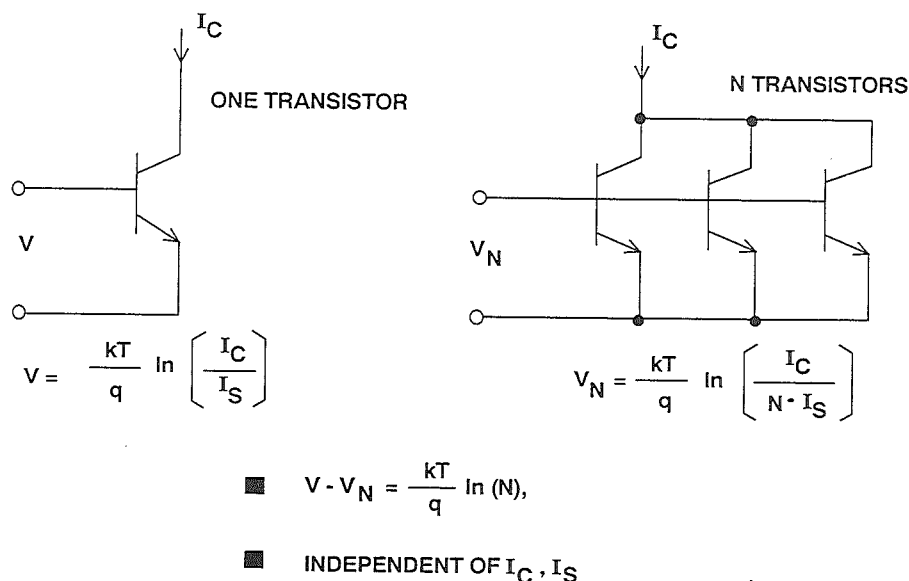 I_C
ONE TRANSISTOR
V
V = kT/q ln [I_C/I_S]
I_C
N TRANSISTORS
V_N
V_N = kT/q ln [I_C/N · I_S]
■ V - V_N = kT/q ln (N),
■ INDEPENDENT OF I_C, I_S